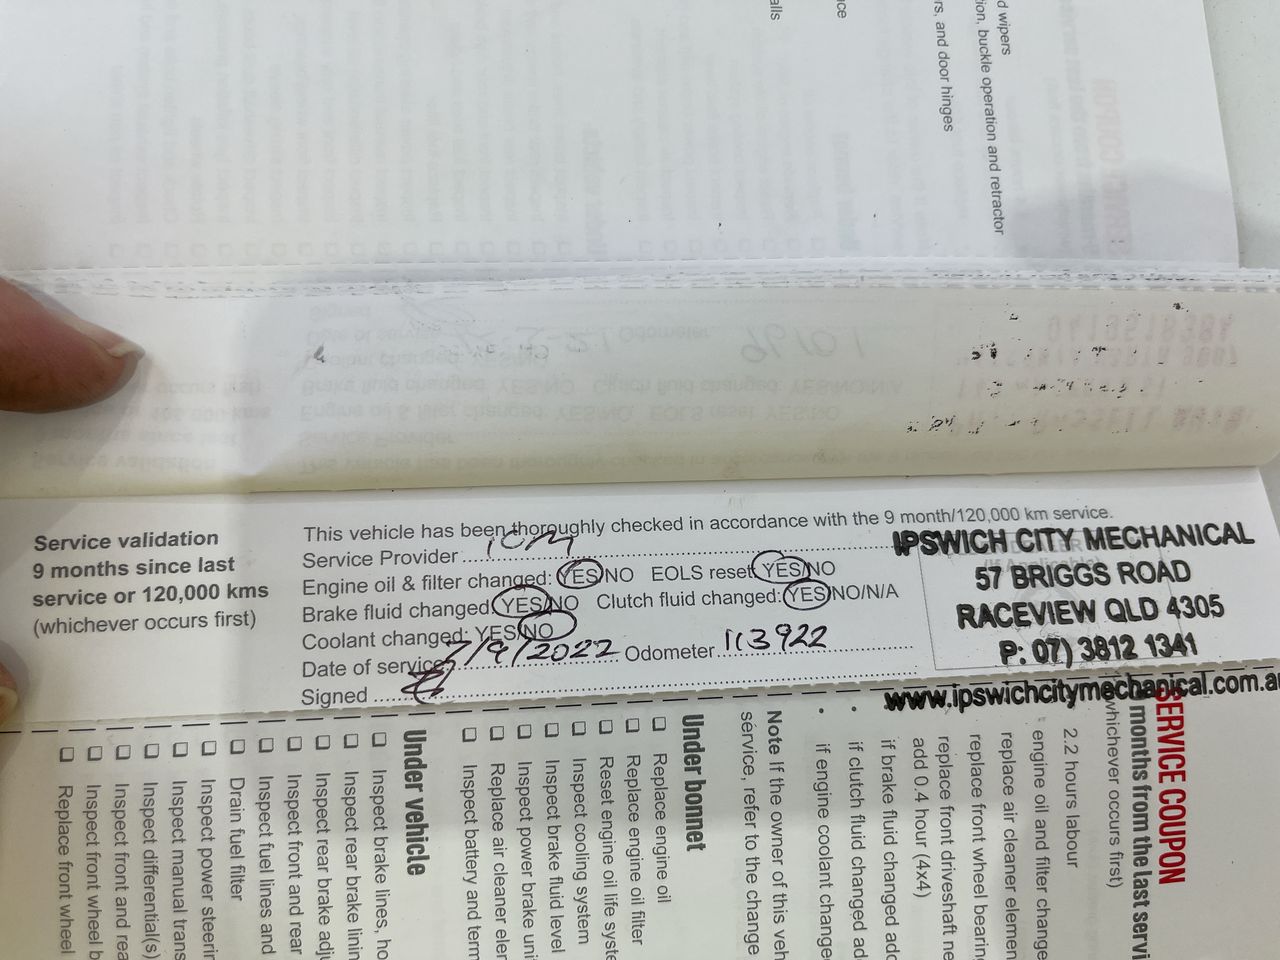 alls
ce
d wipers
ion, buckle operation and retractor
rs, and door hinges
Service validation
9 months since last
service or 120,000 kms
(whichever occurs first)
This vehicle has been thoroughly checked in accordance with the 9 month/120,000 km service.
Service Provider ICM
Engine oil & filter changed: YES/NO EOLS reset: YES/NO
Brake fluid changed: YES/NO Clutch fluid changed: YES/NO/N/A
Coolant changed: YES/NO
Date of service 7/9/2022 Odometer 113922
Signed
IPSWICH CITY MECHANICAL
57 BRIGGS ROAD
RACEVIEW QLD 4305
P: 07) 3812 1341
www.ipswichcitymechanical.com.au
SERVICE COUPON
months from the last servi
whichever occurs first)
2.2 hours labour
engine oil and filter change
replace air cleaner elemen
replace front wheel bearing
replace front driveshaft ne
add 0.4 hour (4x4)
if brake fluid changed add
if clutch fluid changed ad
if engine coolant change
Note If the owner of this veh
service, refer to the change
Under bonnet
Replace engine oil
Replace engine oil filter
Reset engine oil life syste
Inspect cooling system
Inspect brake fluid level
Inspect power brake uni
Replace air cleaner elem
Inspect battery and term
Under vehicle
Inspect brake lines, ho
Inspect rear brake linin
Inspect rear brake adju
Inspect front and rear
Inspect fuel lines and
Drain fuel filter
Inspect power steerin
Inspect manual trans
Inspect differential(s)
Inspect front and rea
Inspect front wheel b
Replace front wheel